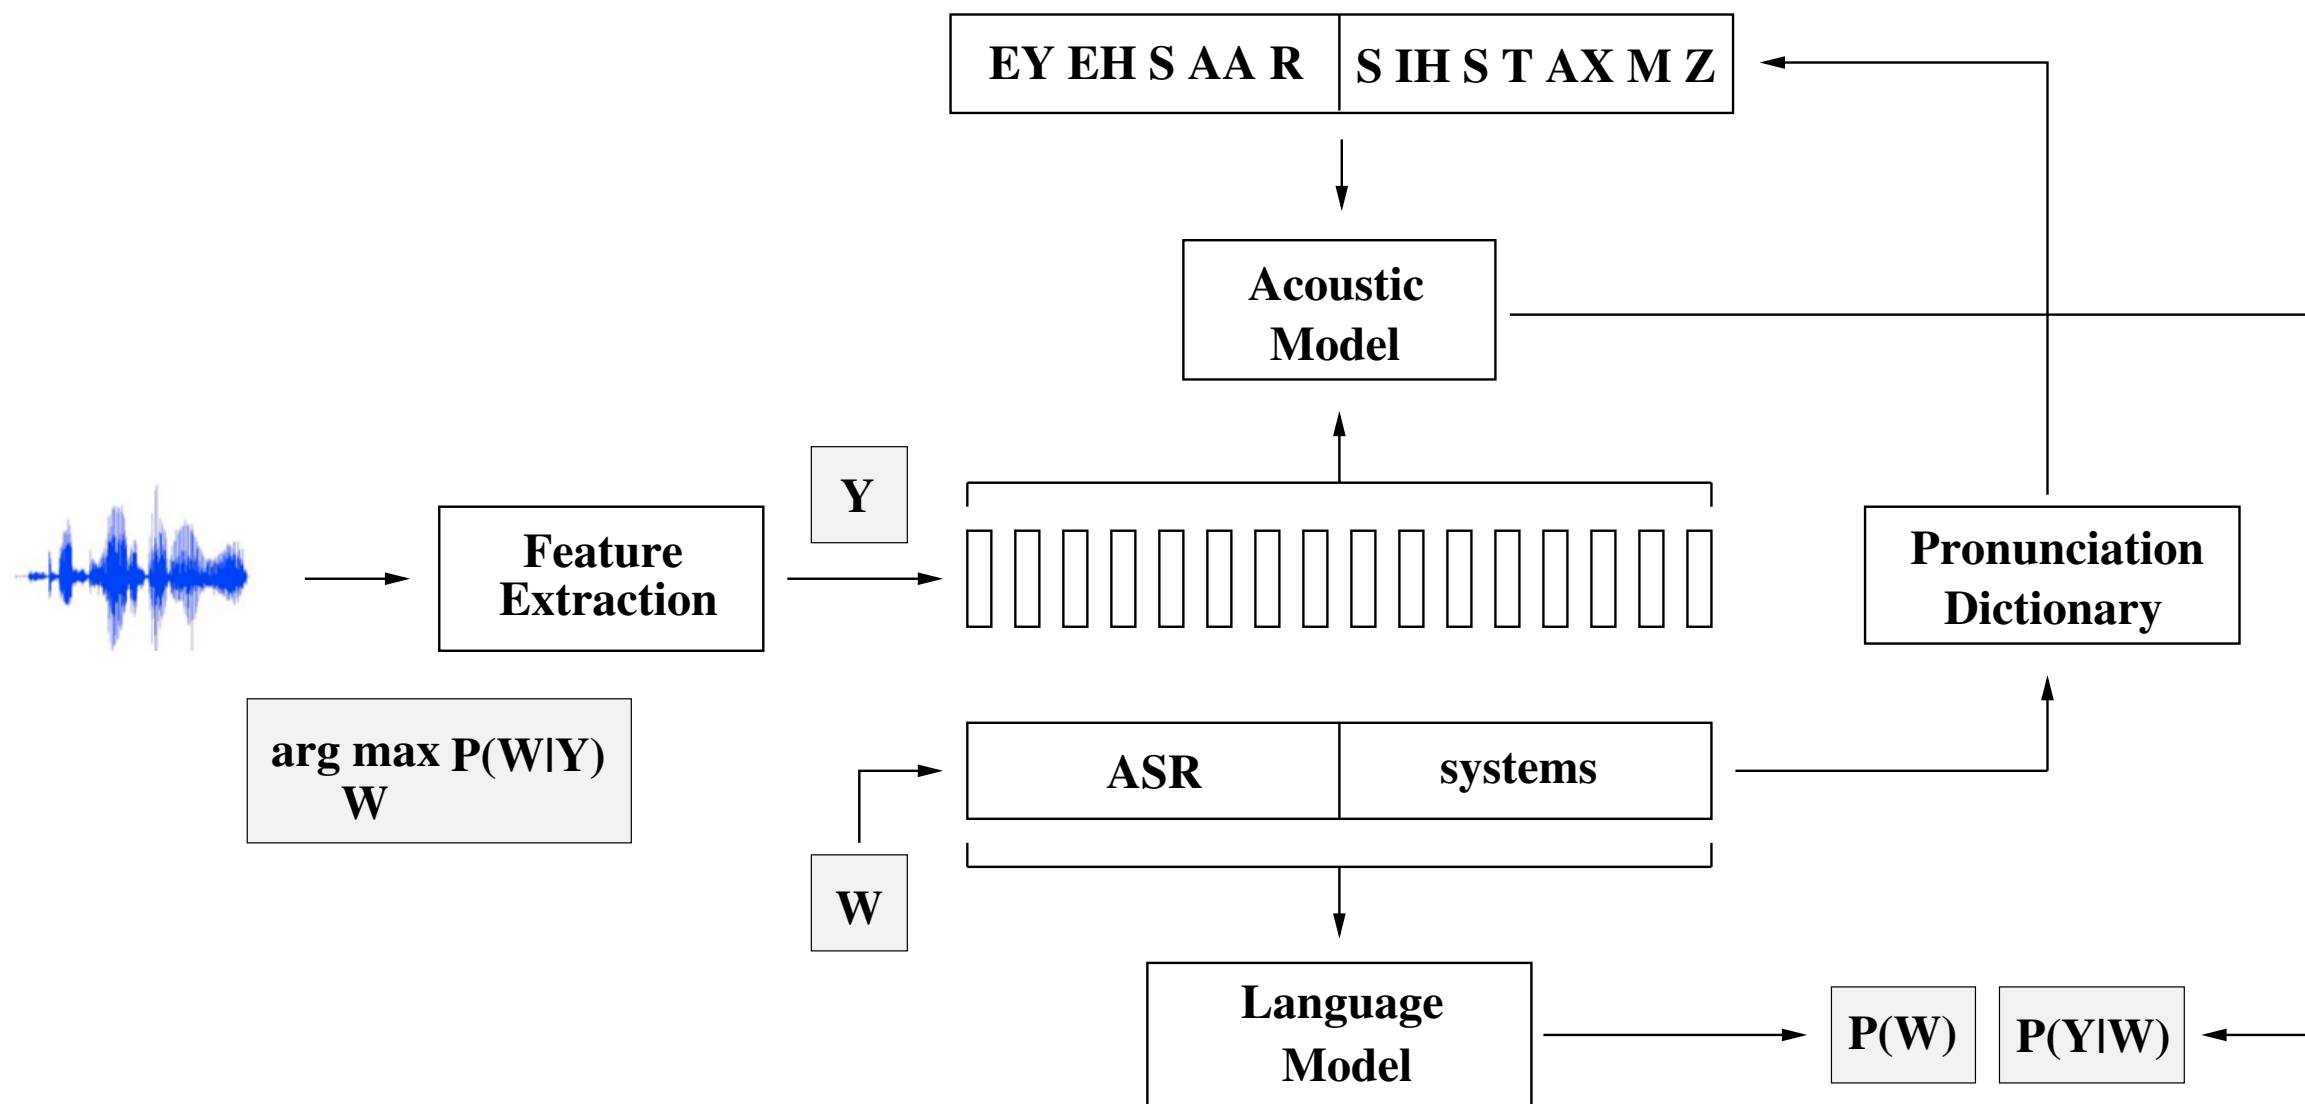 EY EH S AA R
S IH S T AX M Z
Acoustic
Model
Y
Feature
Extraction
Pronunciation
Dictionary
arg max P(W|Y)
W
ASR
systems
W
Language
Model
P(W)
P(Y|W)